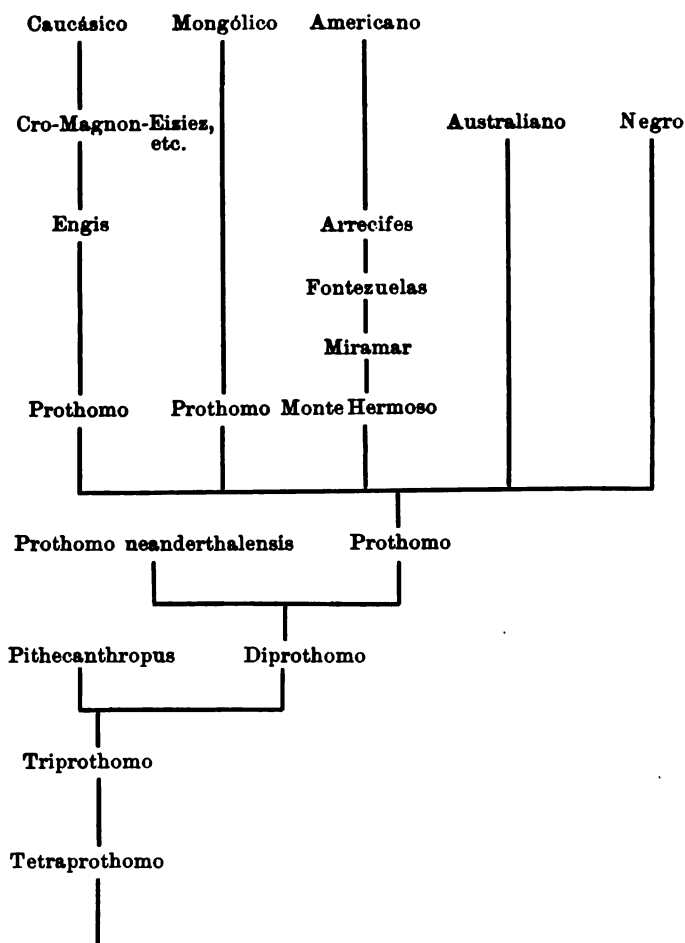 Caucásico Mongólico Americano
Cro-Magnon-Eiziez, Australiano Negro
etc.
Engis Arrecifes
Fontezuelas
Miramar
Prothomo Prothomo Monte Hermoso
Prothomo neanderthalensis Prothomo
Pithecanthropus Diprothomo
Triprothomo
Tetraprothomo